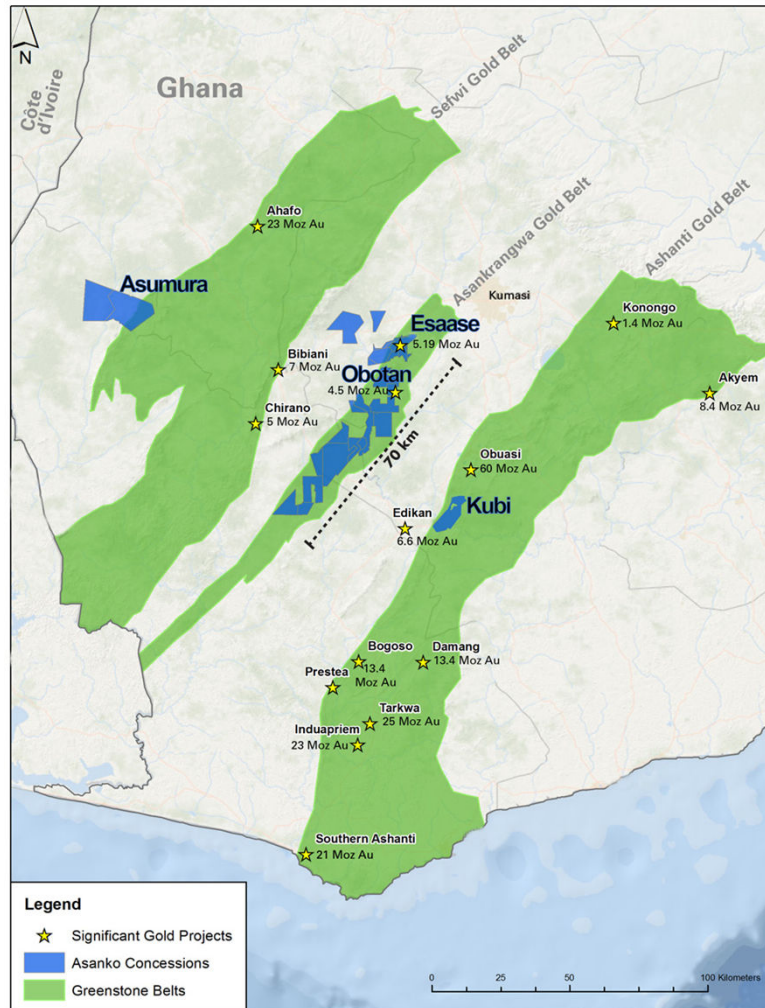 N
Côte
d'Ivoire
Ghana
Sefwi Gold Belt
Asankrangwa Gold Belt
Ashanti Gold Belt
Ahafo
23 Moz Au
Asumura
Kumasi
Konongo
1.4 Moz Au
Esaase
5.19 Moz Au
Bibiani
7 Moz Au
Obotan
4.5 Moz Au
Akyem
8.4 Moz Au
Chirano
5 Moz Au
70 km
Obuasi
60 Moz Au
Kubi
Edikan
6.6 Moz Au
Bogoso
13.4
Moz Au
Damang
13.4 Moz Au
Prestea
Tarkwa
25 Moz Au
Induapriem
23 Moz Au
Southern Ashanti
21 Moz Au
Legend
Significant Gold Projects
Asanko Concessions
Greenstone Belts
0 25 50 100 Kilometers